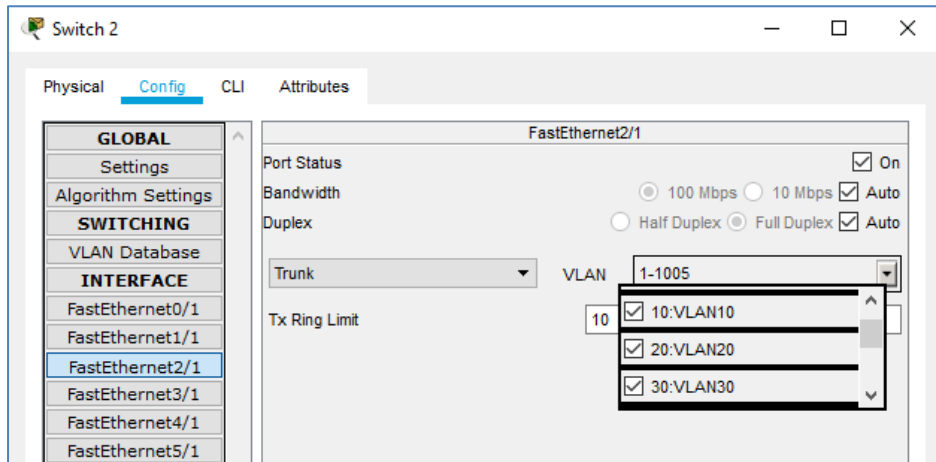 Switch 2
Physical Config CLI Attributes
GLOBAL
Settings
Algorithm Settings
SWITCHING
VLAN Database
INTERFACE
FastEthernet0/1
FastEthernet1/1
FastEthernet2/1
FastEthernet3/1
FastEthernet4/1
FastEthernet5/1
FastEthernet2/1
Port Status On
Bandwidth 100 Mbps 10 Mbps Auto
Duplex Half Duplex Full Duplex Auto
Trunk VLAN 1-1005
Tx Ring Limit 10
10:VLAN10
20:VLAN20
30:VLAN30